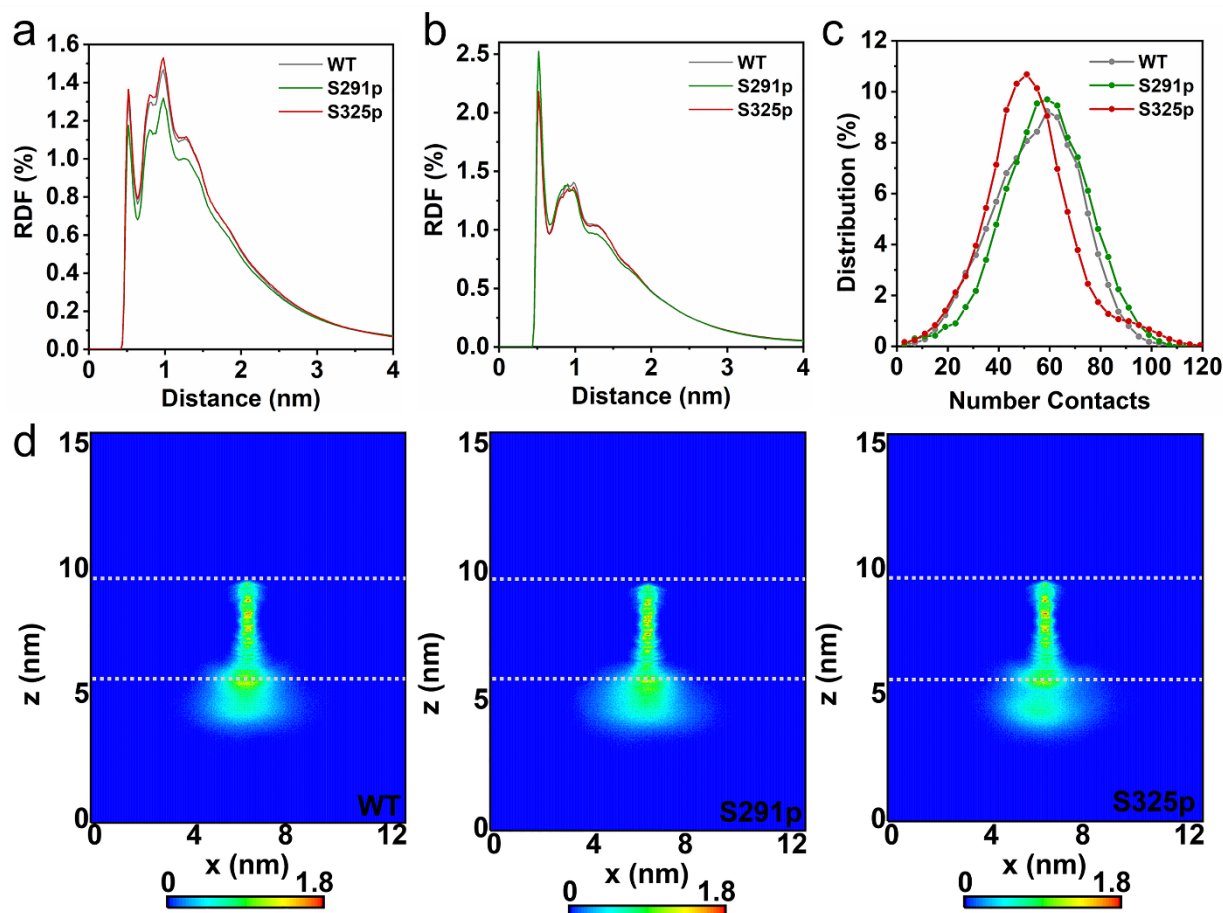 a
1.6
1.4
1.2
1.0
0.8
0.6
0.4
0.2
0.0
RDF (%)
0 1 2 3 4
Distance (nm)
WT
S291p
S325p
b
2.5
2.0
1.5
1.0
0.5
0.0
RDF (%)
0 1 2 3 4
Distance (nm)
WT
S291p
S325p
c
12
10
8
6
4
2
0
Distribution (%)
0 20 40 60 80 100 120
Number Contacts
WT
S291p
S325p
d
15
10
5
0
z (nm)
0 4 8 12
x (nm)
WT
0 1.8
15
10
5
0
z (nm)
0 4 8 12
x (nm)
S291p
0 1.8
15
10
5
0
z (nm)
0 4 8 12
x (nm)
S325p
0 1.8